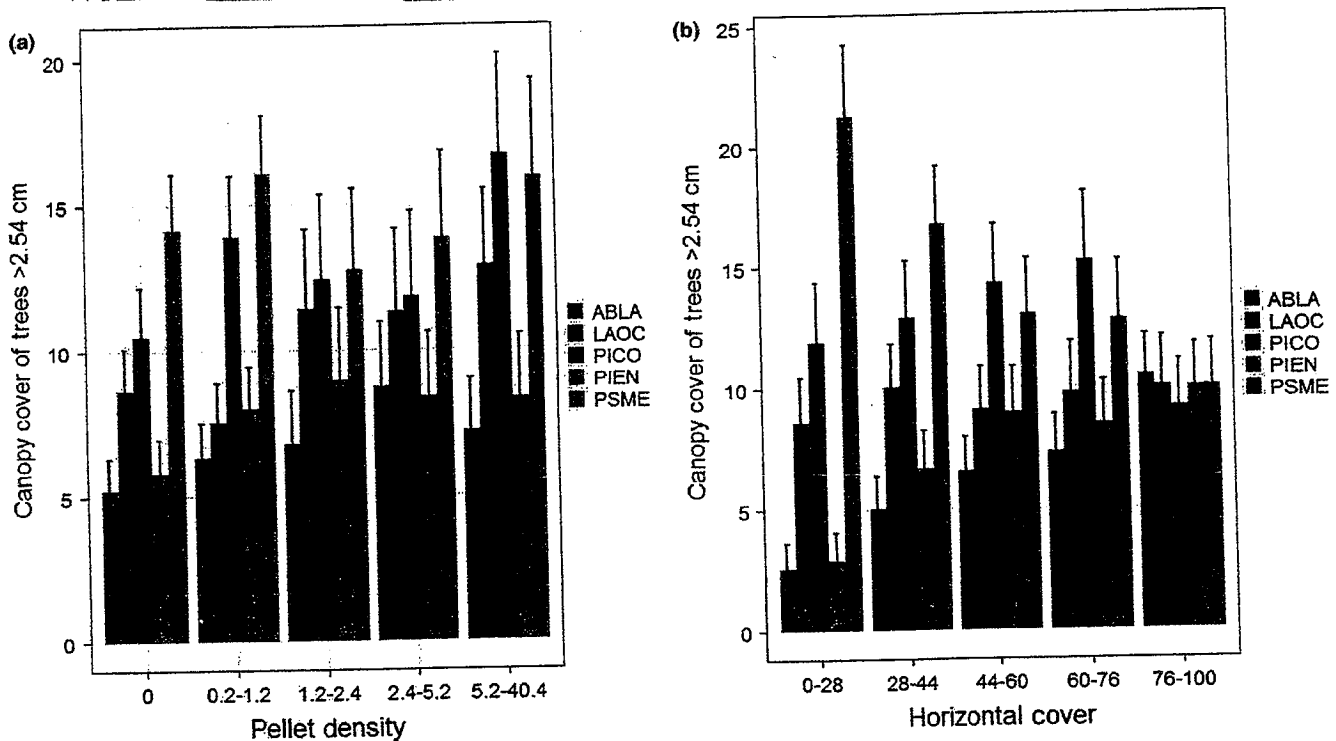 (a)
Canopy cover of trees >2.54 cm
20
15
10
5
0
0 0.2-1.2 1.2-2.4 2.4-5.2 5.2-40.4
Pellet density
ABLA
LAOC
PICO
PIEN
PSME
(b)
Canopy cover of trees >2.54 cm
25
20
15
10
5
0
0-28 28-44 44-60 60-76 76-100
Horizontal cover
ABLA
LAOC
PICO
PIEN
PSME